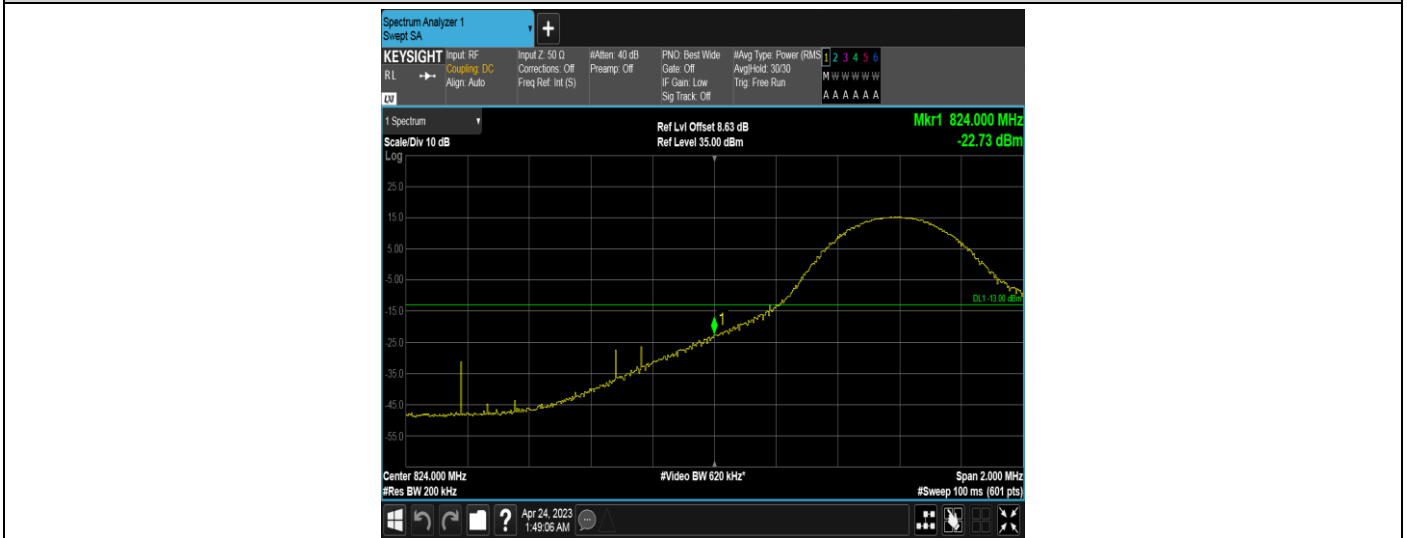 Spectrum Analyzer 1
Swept SA
+
KEYSIGHT Input: RF Input Z: 50 Ω #Atten: 40 dB PNO: Best Wide #Avg Type: Power (RMS 1 2 3 4 5 6
RL Coupling: DC Corrections: Off Preamp: Off Gate: Off Avg|Hold: 30/30 M W W W W W
Align: Auto Freq Ref: Int (S) IF Gain: Low Trig: Free Run
LXI Sig Track: Off A A A A A A
1 Spectrum Ref Lvl Offset 8.63 dB Mkr1 824.000 MHz
Scale/Div 10 dB Ref Level 35.00 dBm -22.73 dBm
Log
25.0
15.0
5.00
-5.00
DL1 -13.00 dBm
-15.0
1
-25.0
-35.0
-45.0
-55.0
Center 824.000 MHz #Video BW 620 kHz* Span 2.000 MHz
#Res BW 200 kHz #Sweep 100 ms (601 pts)
? Apr 24, 2023
1:49:06 AM